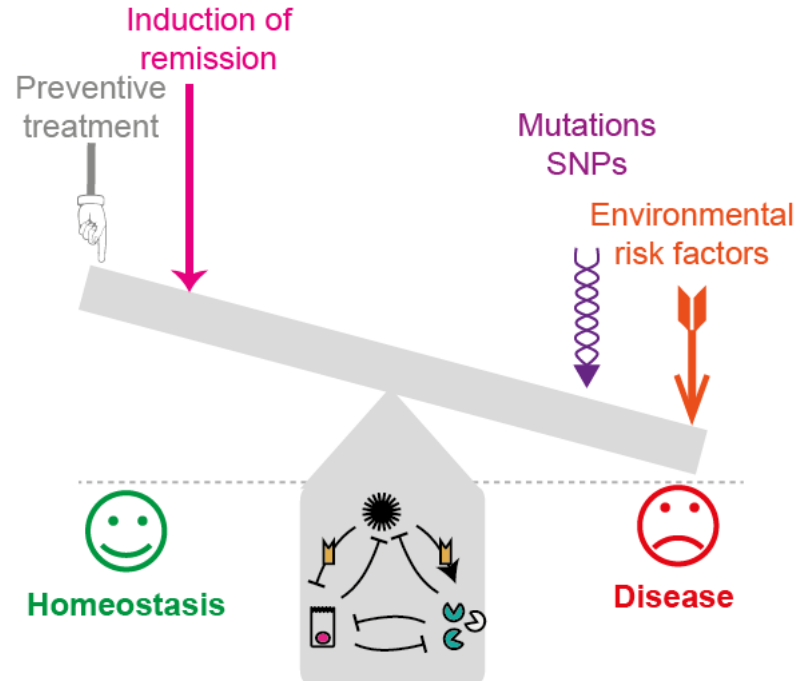 Induction of
remission
Preventive
treatment
Mutations
SNPs
Environmental
risk factors
Homeostasis
Disease